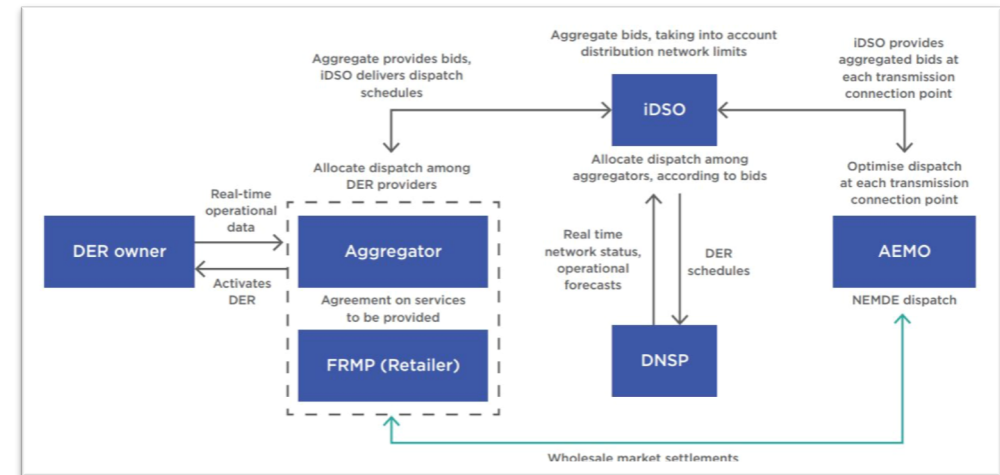 Aggregate bids, taking into account
distribution network limits
iDSO provides
aggregated bids at
each transmission
connection point
Aggregate provides bids,
iDSO delivers dispatch
schedules
iDSO
Allocate dispatch among
DER providers
Allocate dispatch among
aggregators, according to bids
Optimise dispatch
at each transmission
connection point
Real-time
operational
data
DER owner
Aggregator
Real time
network status,
operational
forecasts
DER
schedules
AEMO
Activates
DER
Agreement on services
to be provided
NEMDE dispatch
FRMP (Retailer)
DNSP
Wholesale market settlements